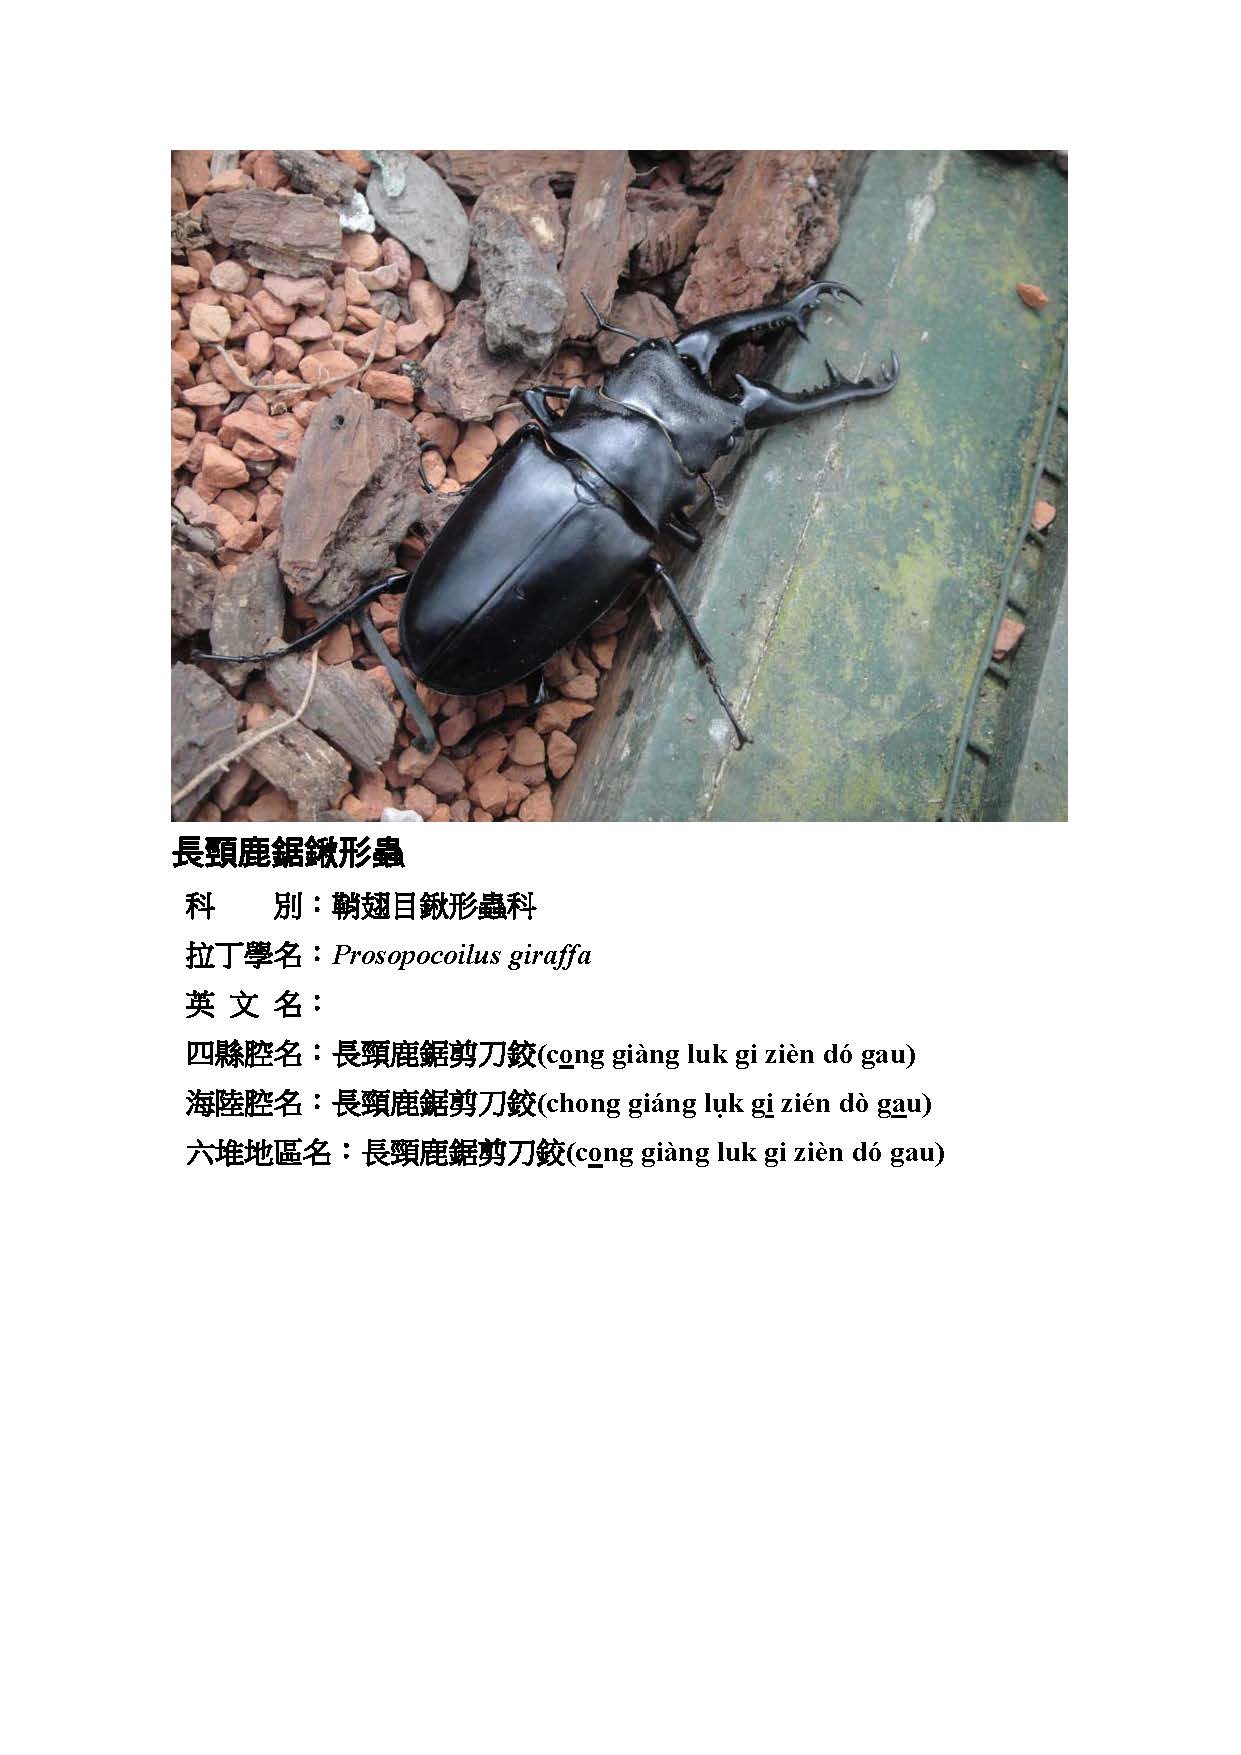 長頸鹿鋸鍬形蟲
科　　別：鞘翅目鍬形蟲科
拉丁學名：Prosopocoilus giraffa
英 文 名：
四縣腔名：長頸鹿鋸剪刀鉸(cong giàng luk gi zièn dó gau)
海陸腔名：長頸鹿鋸剪刀鉸(chong giáng lụk gi zién dò gau)
六堆地區名：長頸鹿鋸剪刀鉸(cong giàng luk gi zièn dó gau)